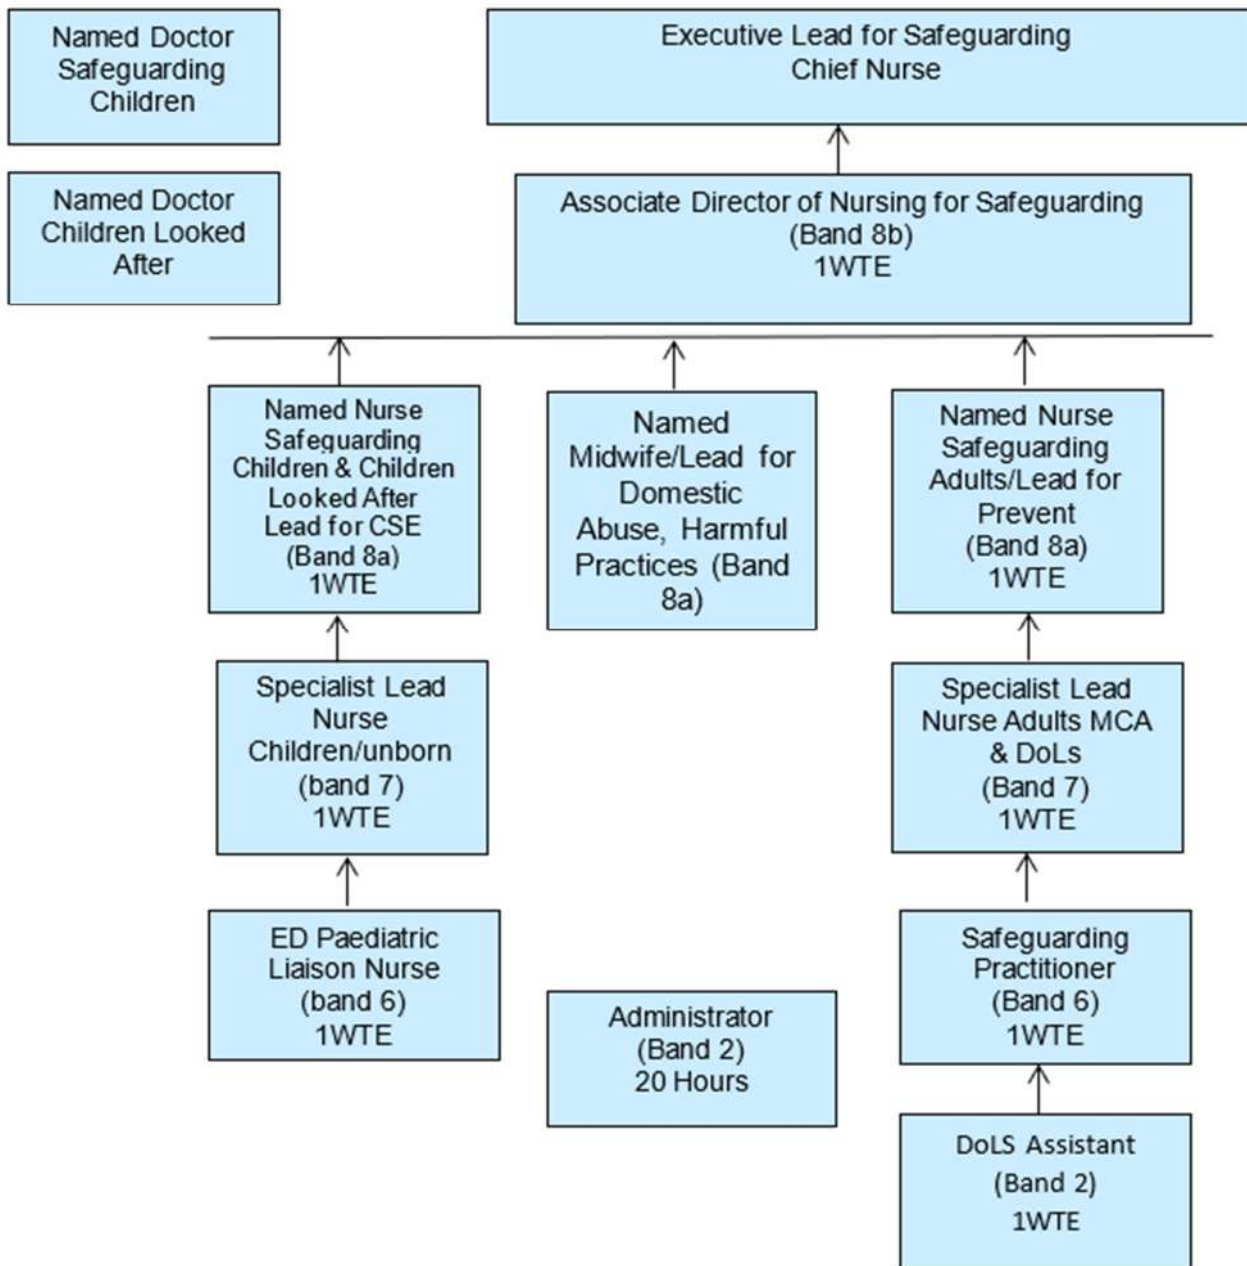 Named Doctor
Safeguarding
Children
Executive Lead for Safeguarding
Chief Nurse
Named Doctor
Children Looked
After
Associate Director of Nursing for Safeguarding
(Band 8b)
1WTE
Named Nurse
Safeguarding
Children & Children
Looked After
Lead for CSE
(Band 8a)
1WTE
Named
Midwife/Lead for
Domestic
Abuse, Harmful
Practices (Band
8a)
Named Nurse
Safeguarding
Adults/Lead for
Prevent
(Band 8a)
1WTE
Specialist Lead
Nurse
Children/unborn
(band 7)
1WTE
Specialist Lead
Nurse Adults MCA
& DoLs
(Band 7)
1WTE
ED Paediatric
Liaison Nurse
(band 6)
1WTE
Administrator
(Band 2)
20 Hours
Safeguarding
Practitioner
(Band 6)
1WTE
DoLS Assistant
(Band 2)
1WTE